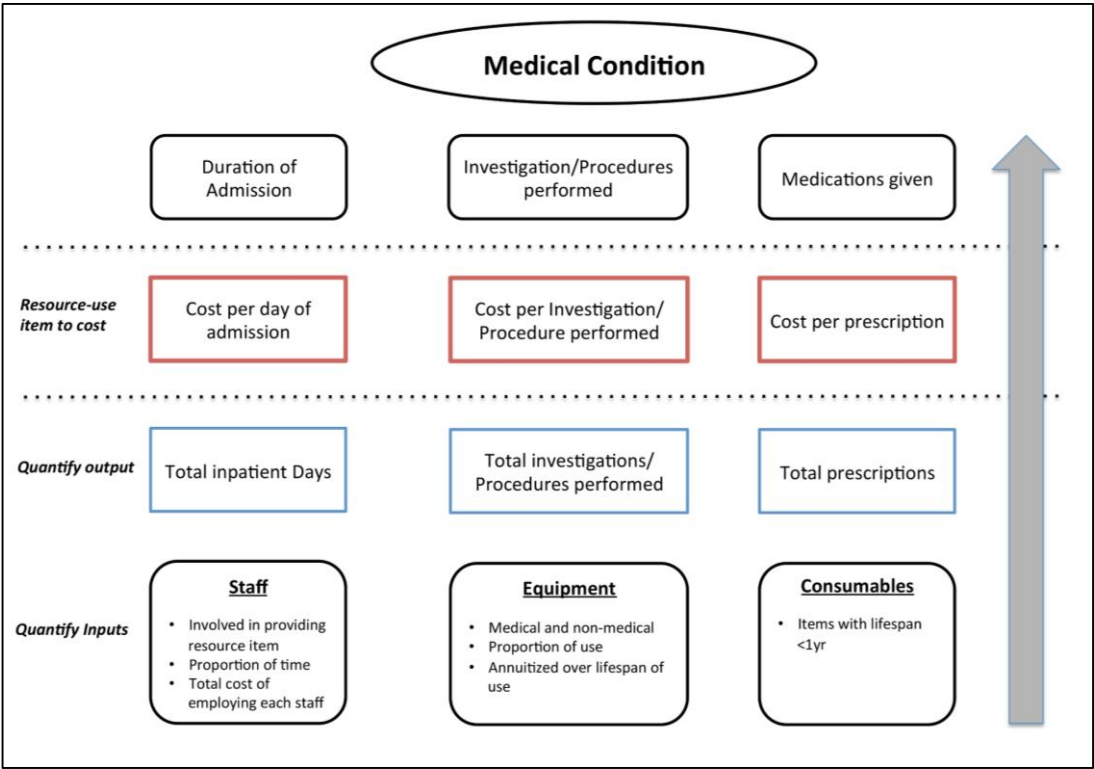 Medical Condition
Duration of
Admission
Investigation/Procedures
performed
Medications given
Resource-use
item to cost
Cost per day of
admission
Cost per Investigation/
Procedure performed
Cost per prescription
Quantify output
Total inpatient Days
Total investigations/
Procedures performed
Total prescriptions
Quantify Inputs
Staff
• Involved in providing
resource item
• Proportion of time
• Total cost of
employing each staff
Equipment
• Medical and non-medical
• Proportion of use
• Annuitized over lifespan of
use
Consumables
• Items with lifespan
<1yr